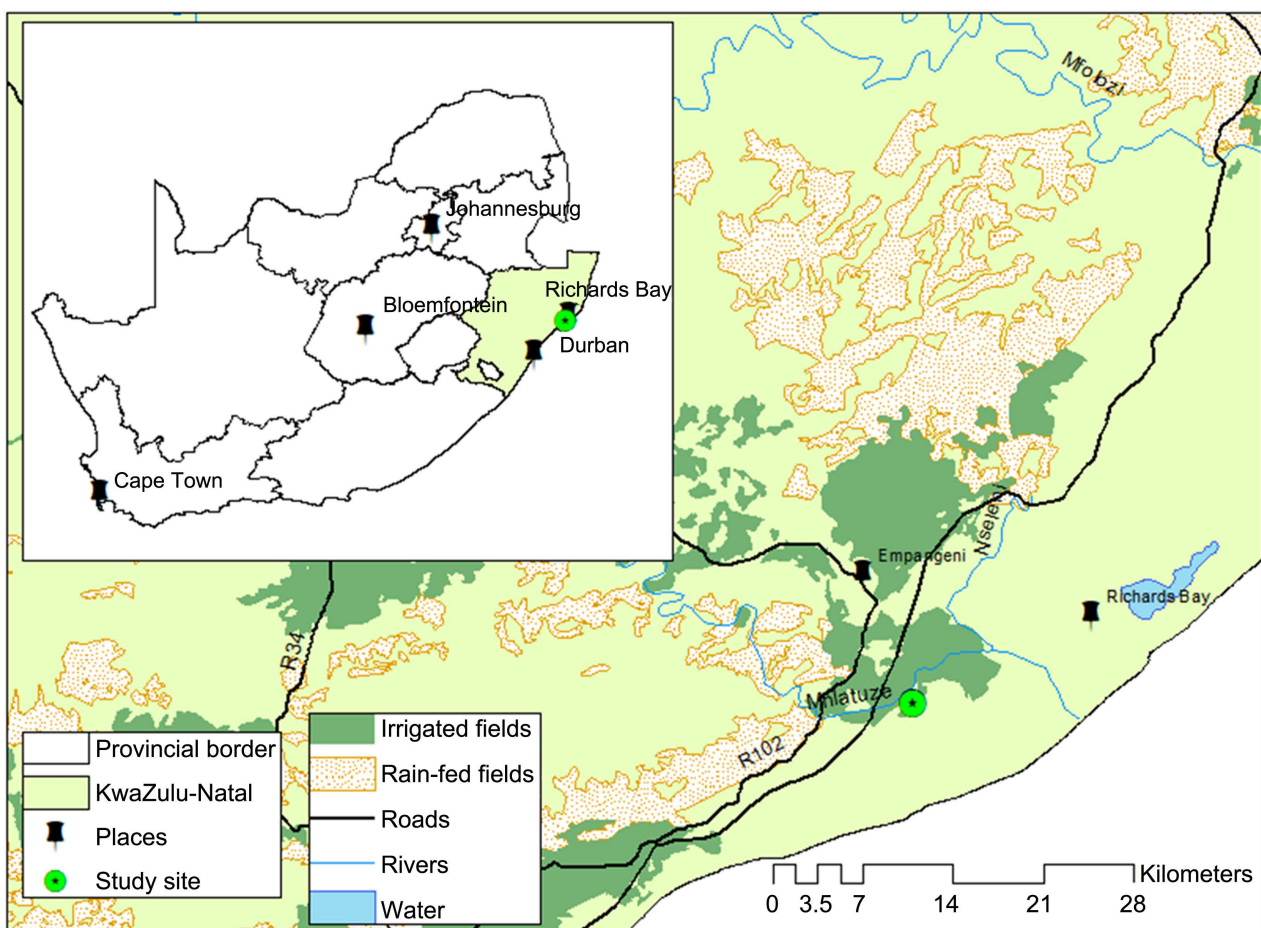 Johannesburg
Richards Bay
Bloemfontein
Durban
Cape Town
Mfolozi
Nseleni
Empangeni
Richards Bay
Mhlatuze
R34
R102
Provincial border
KwaZulu-Natal
Places
Study site
Irrigated fields
Rain-fed fields
Roads
Rivers
Water
Kilometers
0 3.5 7 14 21 28